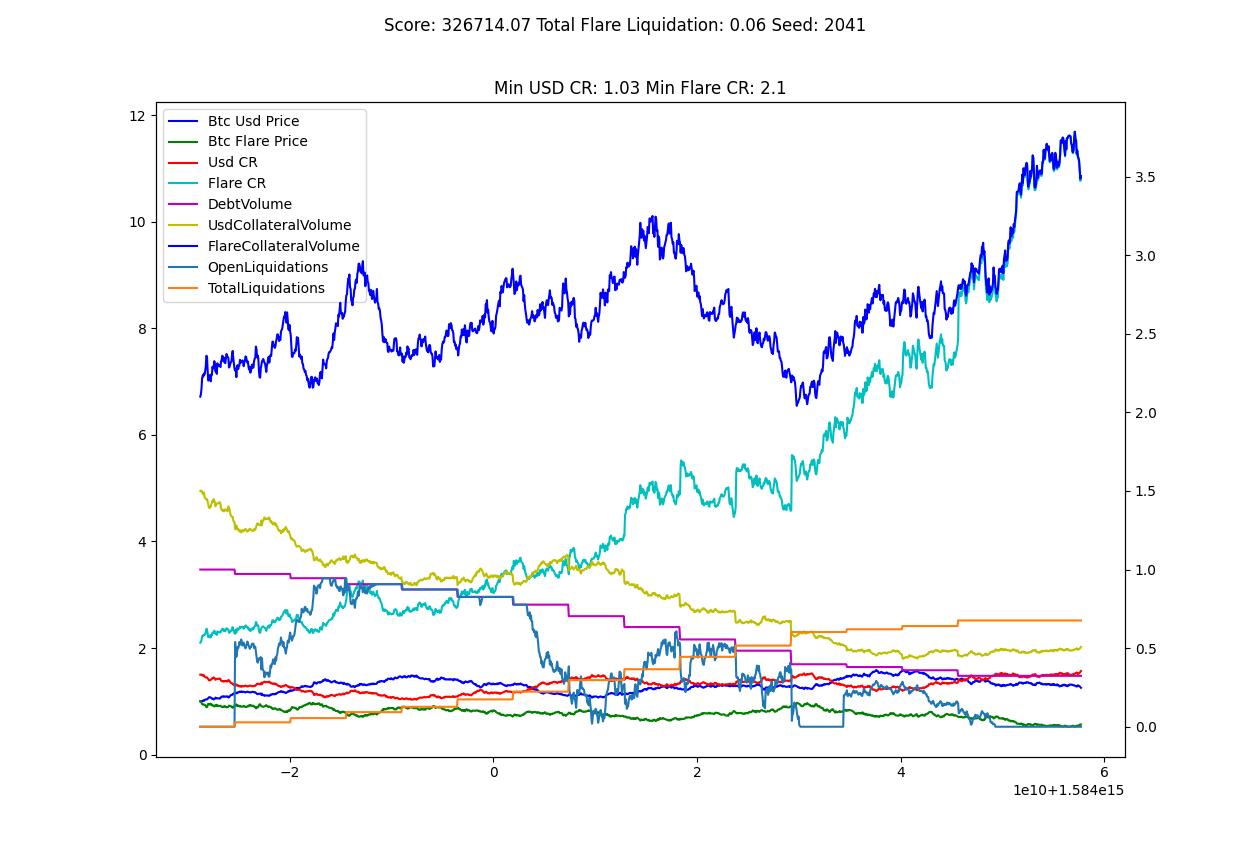 Score: 326714.07 Total Flare Liquidation: 0.06 Seed: 2041
Min USD CR: 1.03 Min Flare CR: 2.1
Btc Usd Price
Btc Flare Price
Usd CR
Flare CR
DebtVolume
UsdCollateralVolume
FlareCollateralVolume
OpenLiquidations
TotalLiquidations
12
10
8
6
4
2
0
3.5
3.0
2.5
2.0
1.5
1.0
0.5
0.0
−2 0 2 4 6
1e10+1.584e15